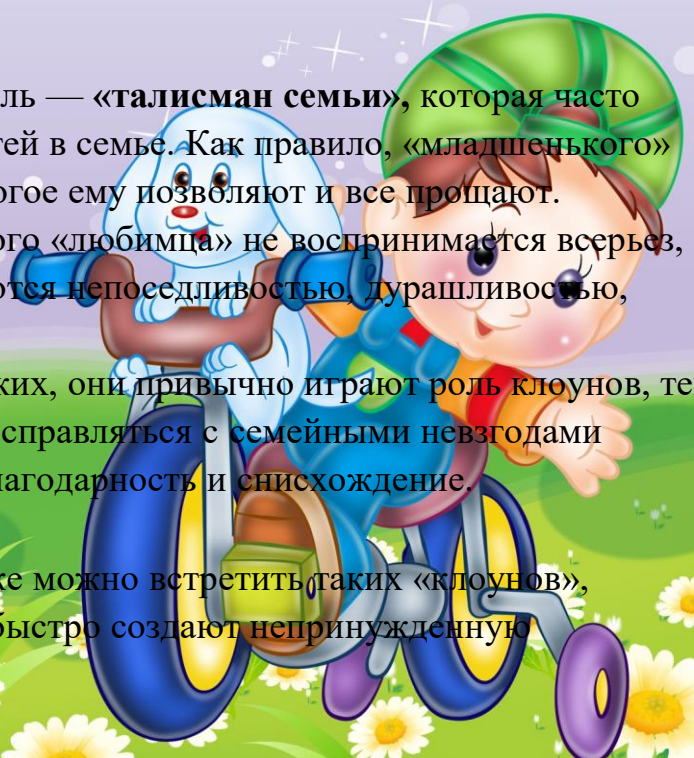 ль — «талисман семьи», которая часто
тей в семье. Как правило, «младшенького»
огое ему позволяют и все прощают.
ого «любимца» не воспринимается всерьез,
ются непоседливостью, дурашливостью,
ких, они привычно играют роль клоунов, те
справляться с семейными невзгодами
лагодарность и снисхождение.
же можно встретить таких «клоунов»,
быстро создают непринужденную